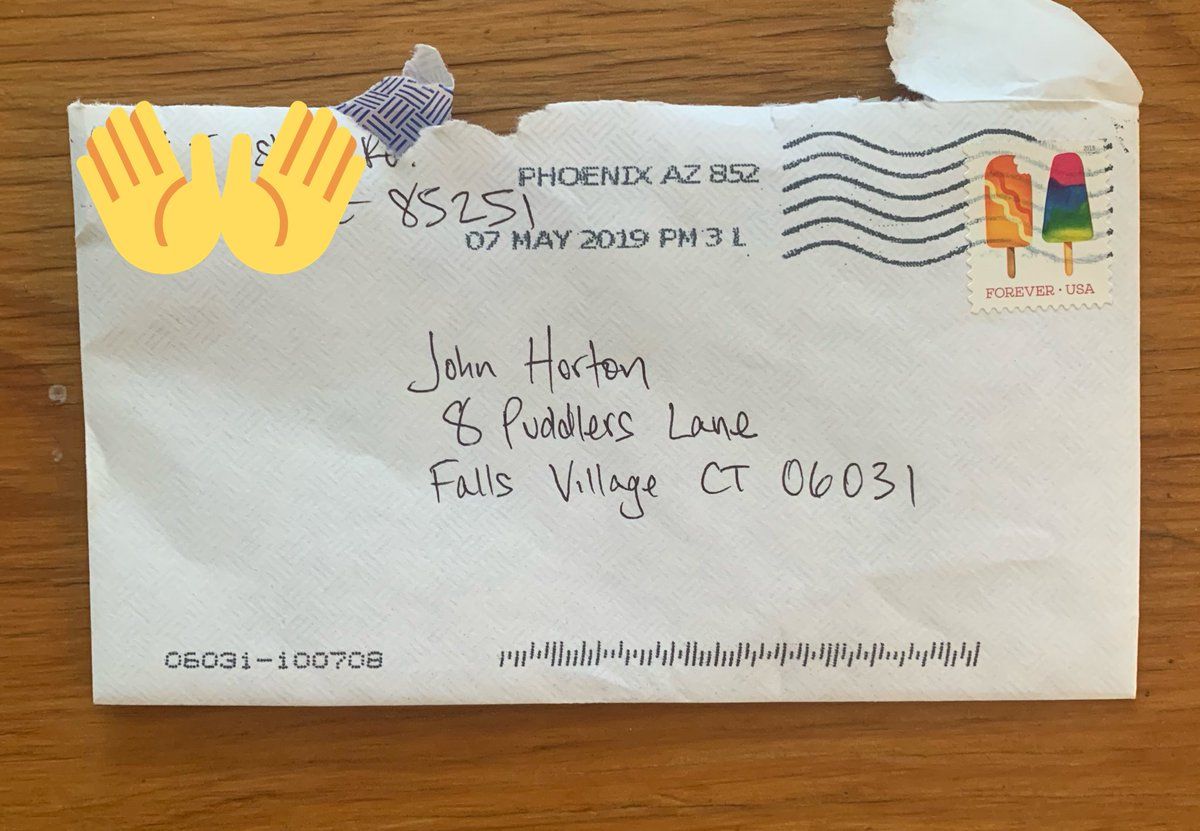 Rd.
85251
PHOENIX AZ 852
07 MAY 2019 PM 3 L
FOREVER · USA
John Horton
8 Puddlers Lane
Falls Village CT 06031
06031-100708